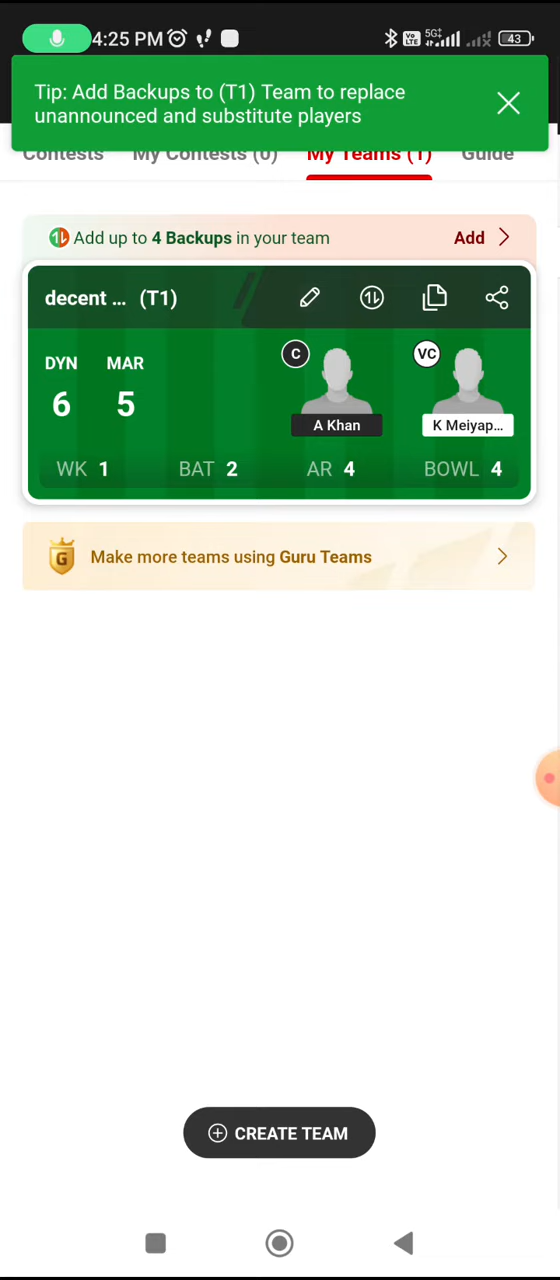 4:25 PM
Vo LTE 5G 43
Tip: Add Backups to (T1) Team to replace
unannounced and substitute players
Contests My Contests (0) My Teams (1) Guide
Add up to 4 Backups in your team Add
decent ... (T1)
DYN MAR
6 5
C VC
A Khan K Meiyap...
WK 1 BAT 2 AR 4 BOWL 4
G Make more teams using Guru Teams
CREATE TEAM